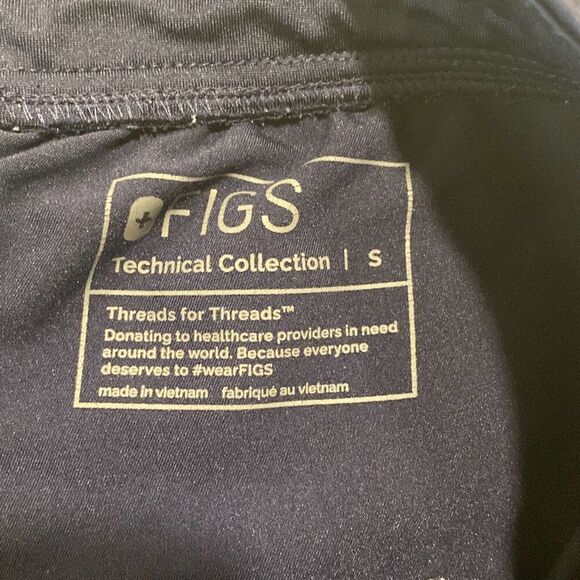 FIGS
Technical Collection | S
Threads for Threads™
Donating to healthcare providers in need
around the world. Because everyone
deserves to #wearFIGS
made in vietnam fabriqué au vietnam